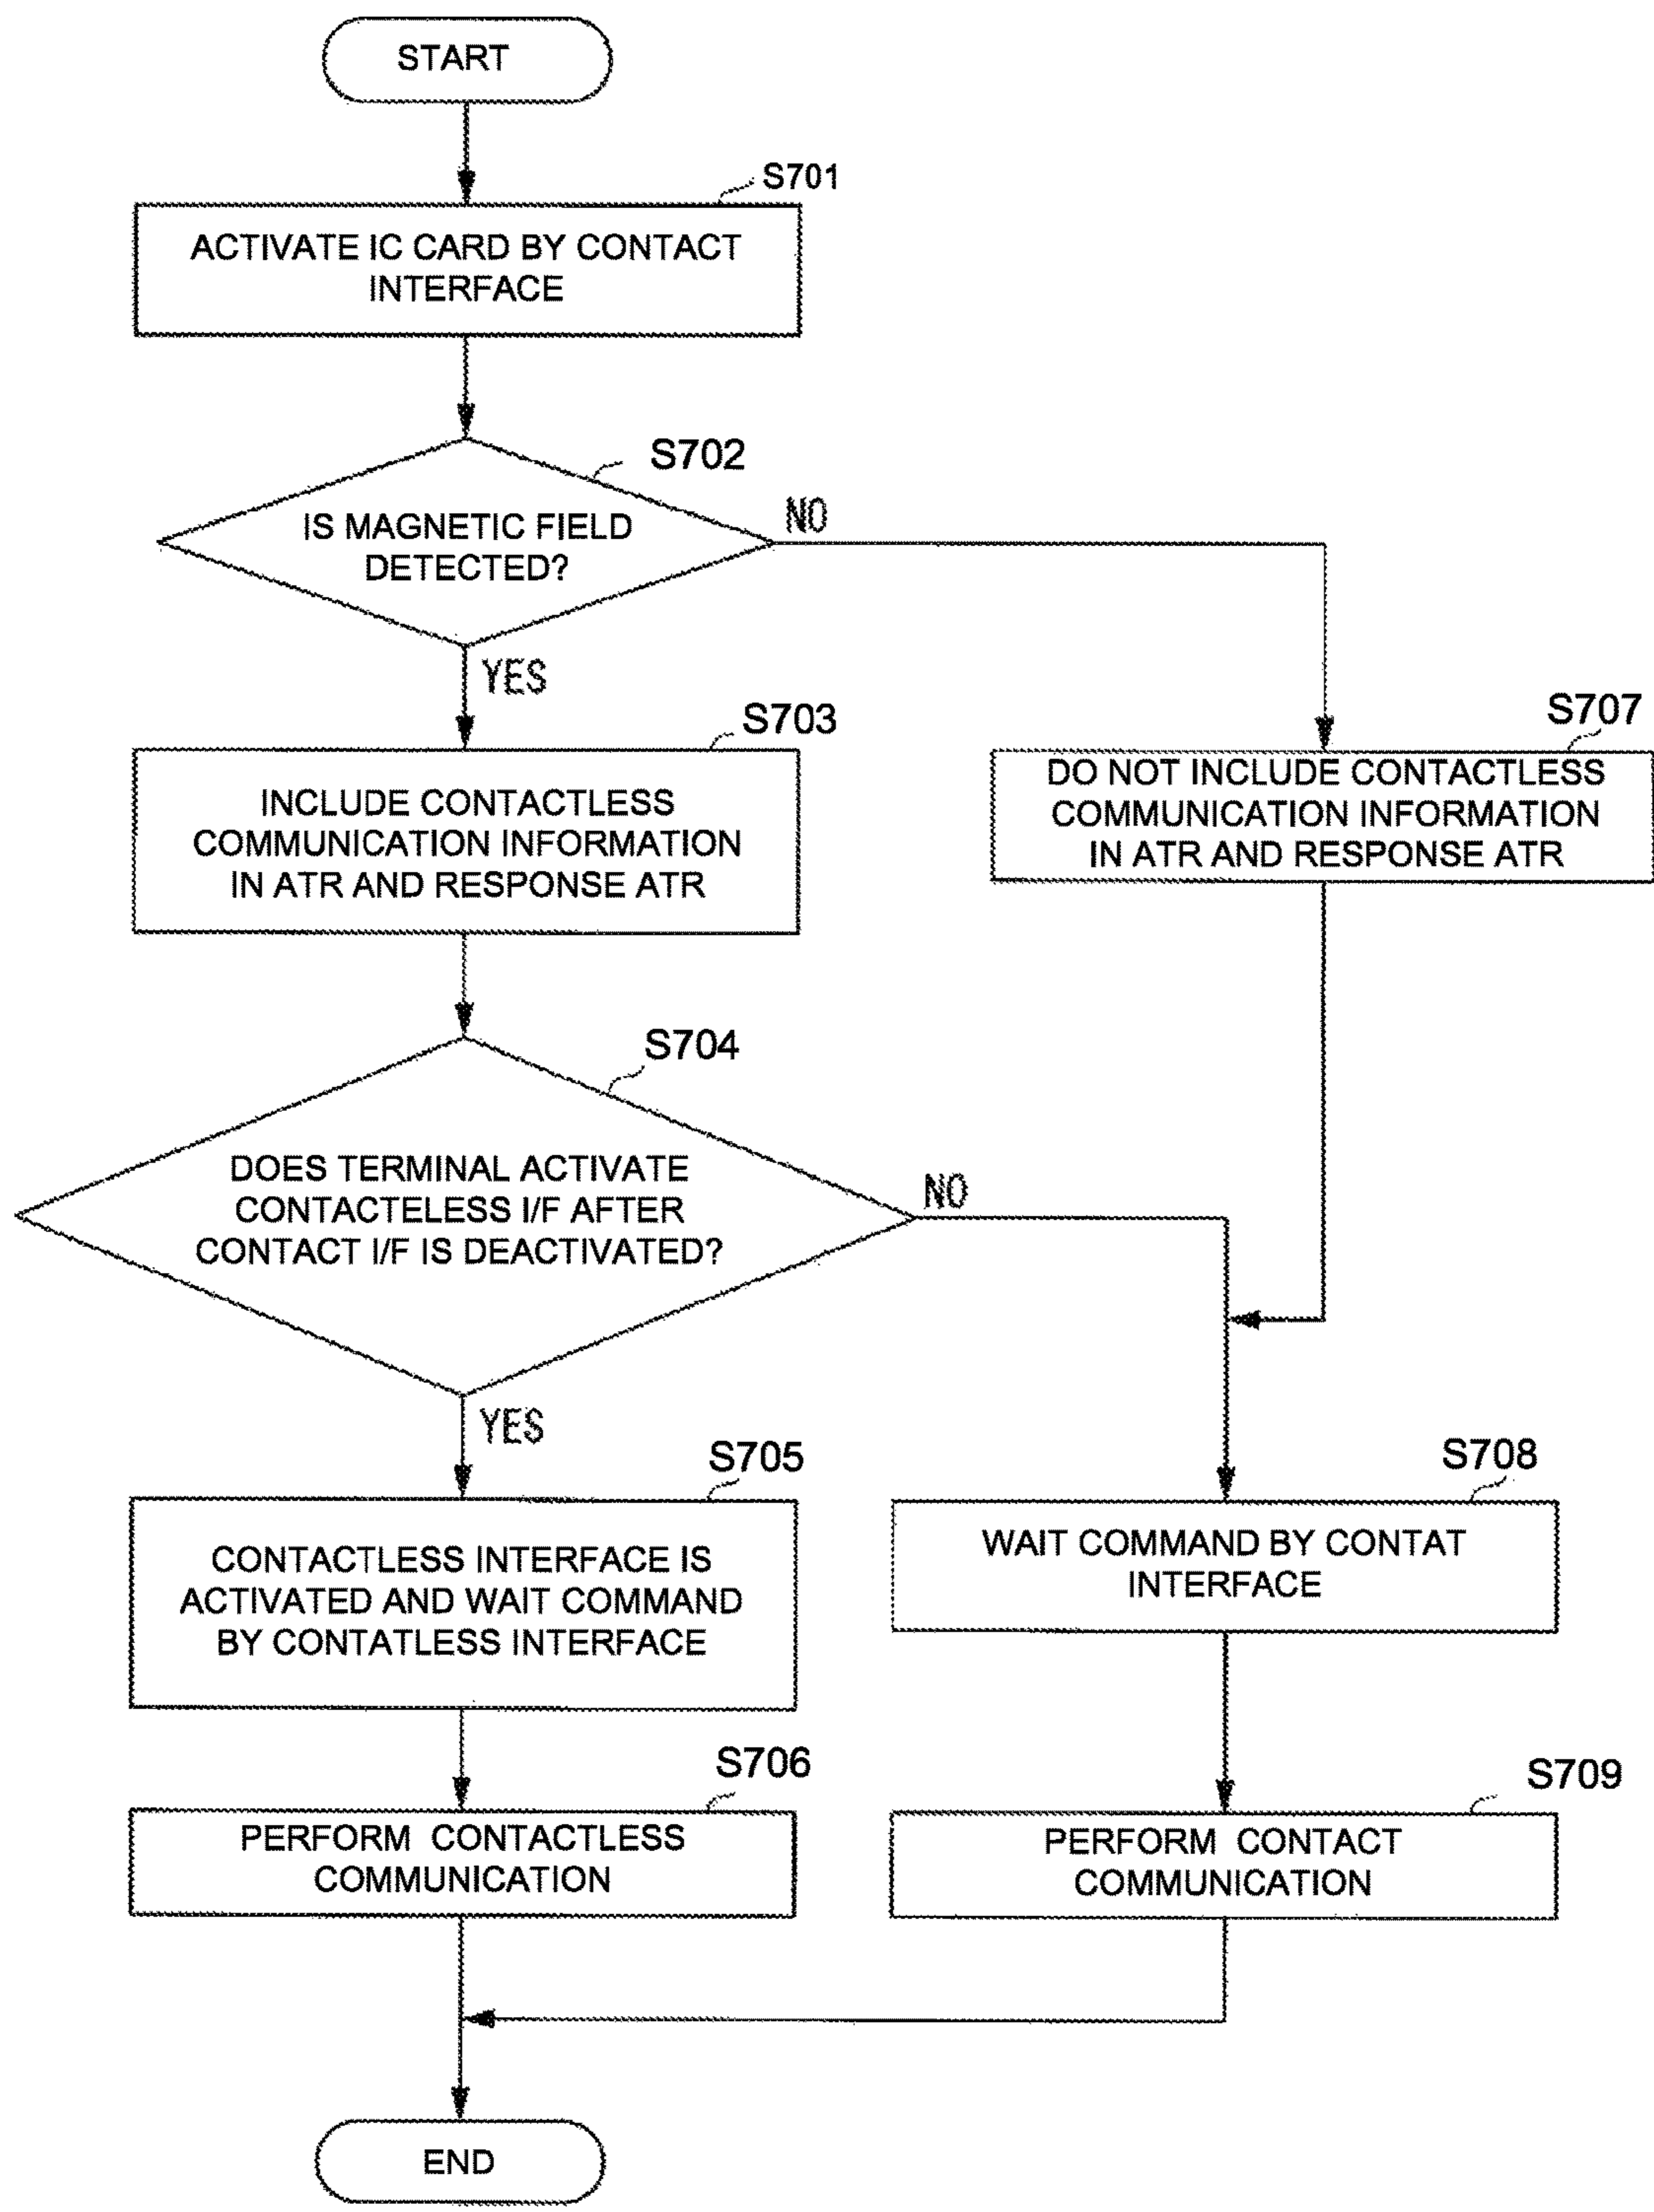 START
S701
ACTIVATE IC CARD BY CONTACT
INTERFACE
S702
IS MAGNETIC FIELD
DETECTED?
NO
YES
S703
INCLUDE CONTACTLESS
COMMUNICATION INFORMATION
IN ATR AND RESPONSE ATR
S707
DO NOT INCLUDE CONTACTLESS
COMMUNICATION INFORMATION
IN ATR AND RESPONSE ATR
S704
DOES TERMINAL ACTIVATE
CONTACTELESS I/F AFTER
CONTACT I/F IS DEACTIVATED?
NO
YES
S705
CONTACTLESS INTERFACE IS
ACTIVATED AND WAIT COMMAND
BY CONTATLESS INTERFACE
S708
WAIT COMMAND BY CONTAT
INTERFACE
S706
PERFORM CONTACTLESS
COMMUNICATION
S709
PERFORM CONTACT
COMMUNICATION
END